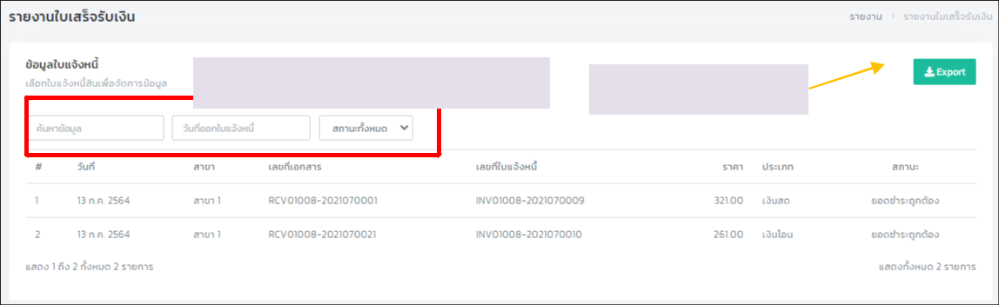 รายงานใบเสร็จรับเงิน
รายงาน > รายงานใบเสร็จรับเงิน
ข้อมูลใบแจ้งหนี้
เลือกใบแจ้งหนี้สินเพื่อจัดการข้อมูล
Export
ค้นหาข้อมูล วันที่ออกใบแจ้งหนี้ สถานะทั้งหมด
# วันที่ สาขา เลขที่เอกสาร เลขที่ใบแจ้งหนี้ ราคา ประเภท สถานะ
1 13 ก.ค. 2564 สาขา 1 RCV01008-2021070001 INV01008-2021070009 321.00 เงินสด ยอดชำระถูกต้อง
2 13 ก.ค. 2564 สาขา 1 RCV01008-2021070021 INV01008-2021070010 261.00 เงินโอน ยอดชำระถูกต้อง
แสดง 1 ถึง 2 ทั้งหมด 2 รายการ แสดงทั้งหมด 2 รายการ